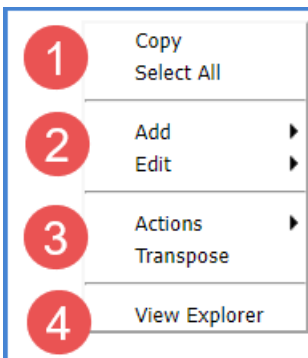 1
Copy
Select All
2
Add
Edit
3
Actions
Transpose
4
View Explorer